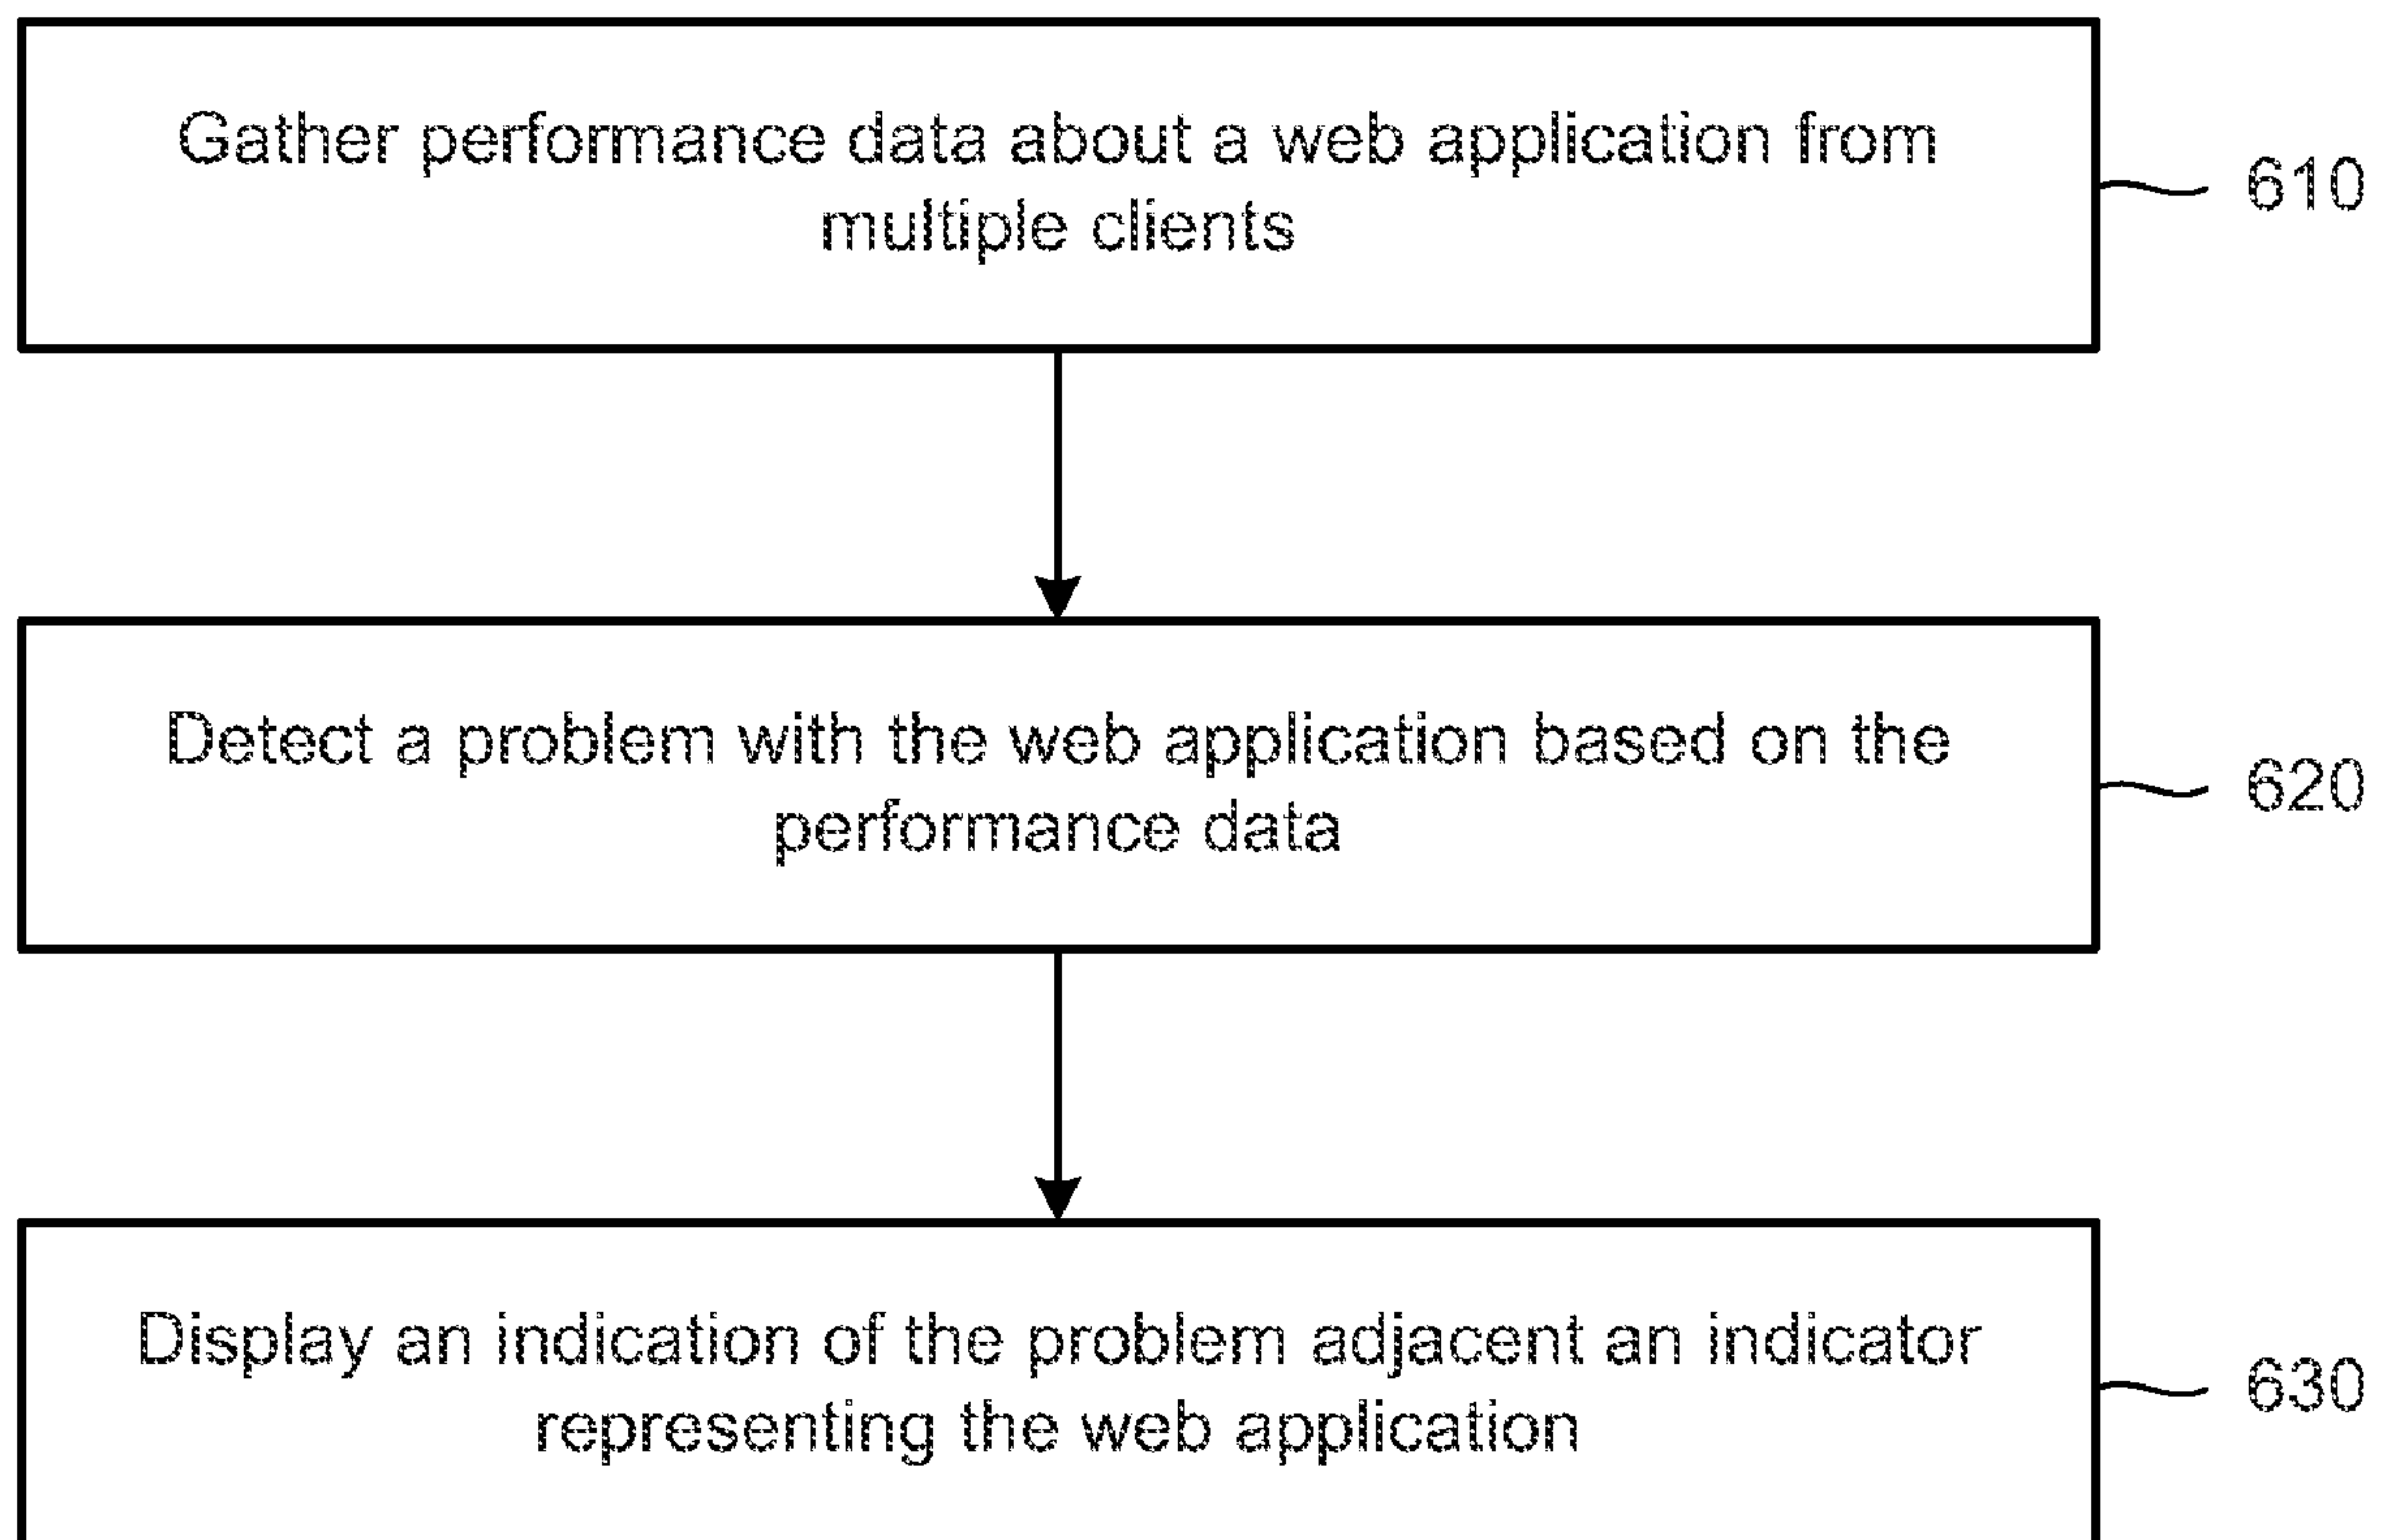 Gather performance data about a web application from
multiple clients
610
Detect a problem with the web application based on the
performance data
620
Display an indication of the problem adjacent an indicator
representing the web application
630